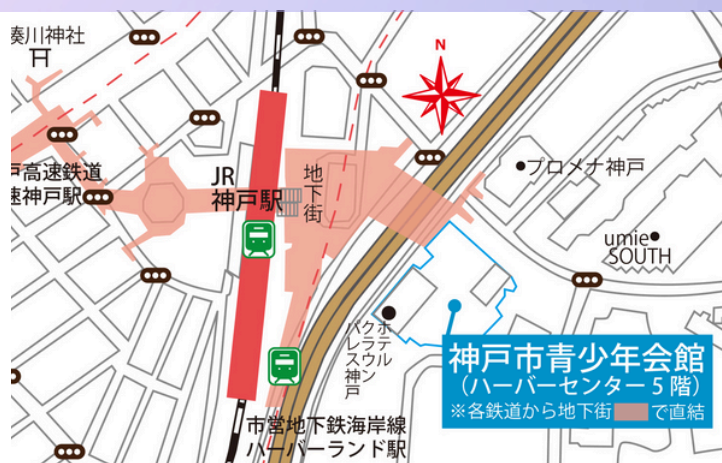 湊川神社
N
戸高速鉄道
速神戸駅
JR
神戸駅
地下街
プロメナ神戸
umie
SOUTH
ホテル
クラウン
パレス神戸
神戸市青少年会館
(ハーバーセンター5階)
※各鉄道から地下街 で直結
市営地下鉄海岸線
ハーバーランド駅